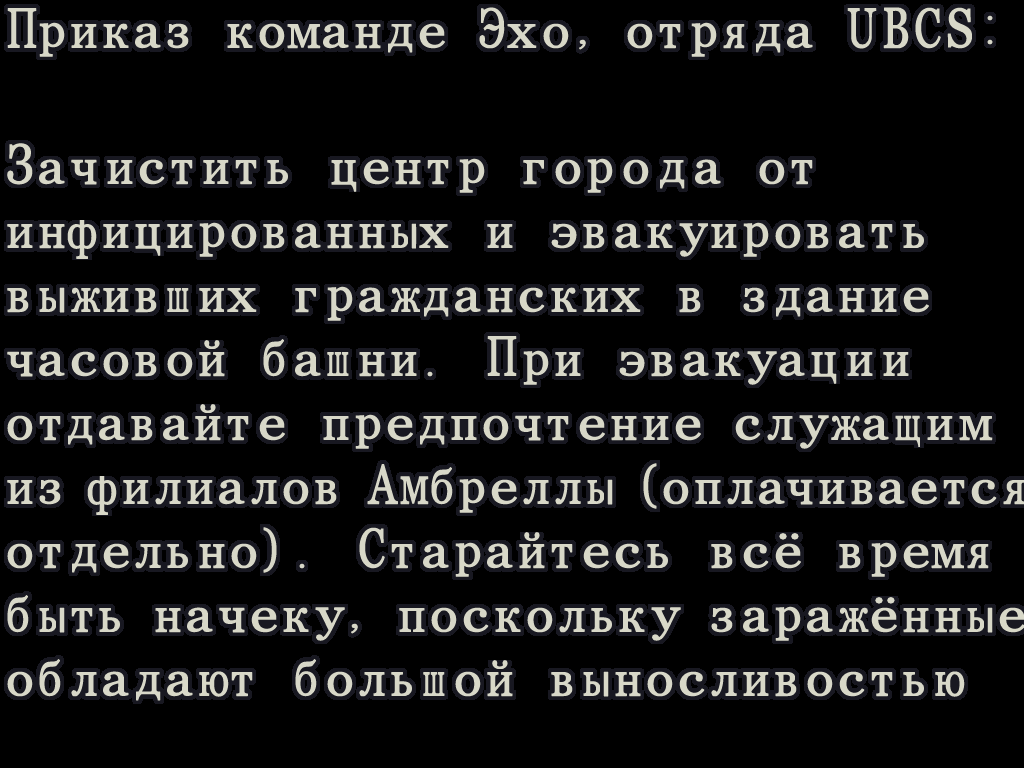 Приказ команде Эхо, отряда UBCS:
Зачистить центр города от
инфицированных и эвакуировать
выживших гражданских в здание
часовой башни. При эвакуации
отдавайте предпочтение служащим
из филиалов Амбреллы (оплачивается
отдельно). Старайтесь всё время
быть начеку, поскольку заражённые
обладают большой выносливостью